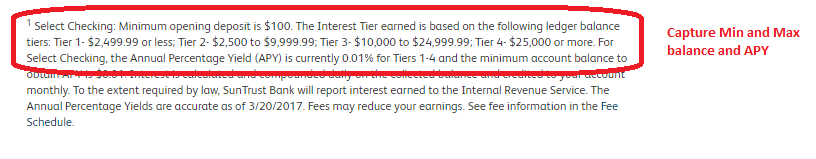 1 Select Checking: Minimum opening deposit is $100. The Interest Tier earned is based on the following ledger balance
tiers: Tier 1- $2,499.99 or less; Tier 2- $2,500 to $9,999.99; Tier 3- $10,000 to $24,999.99; Tier 4- $25,000 or more. For
Select Checking, the Annual Percentage Yield (APY) is currently 0.01% for Tiers 1-4 and the minimum account balance to
obtain APY is $0.01. Interest is calculated and compounded daily on the collected balance and credited to your account
monthly. To the extent required by law, SunTrust Bank will report interest earned to the Internal Revenue Service. The
Annual Percentage Yields are accurate as of 3/20/2017. Fees may reduce your earnings. See fee information in the Fee
Schedule.
Capture Min and Max
balance and APY